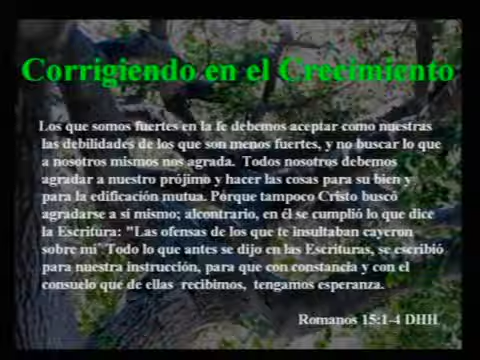 Corrigiendo en el Crecimiento
Los que somos fuertes en la fe debemos aceptar como nuestras
las debilidades de los que son menos fuertes, y no buscar lo que
a nosotros mismos nos agrada. Todos nosotros debemos
agradar a nuestro prójimo y hacer las cosas para su bien y
para la edificación mutua. Porque tampoco Cristo buscó
agradarse a sí mismo; alcontrario, en él se cumplió lo que dice
la Escritura: "Las ofensas de los que te insultaban cayeron
sobre mí" Todo lo que antes se dijo en las Escrituras, se escribió
para nuestra instrucción, para que con constancia y con el
consuelo que de ellas recibimos, tengamos esperanza.
Romanos 15:1-4 DHH